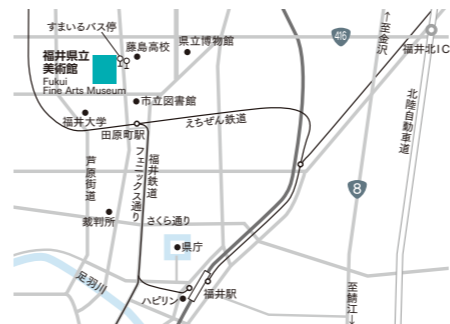 すまいるバス停
416
↑至金沢
福井北IC
藤島高校
県立博物館
福井県立
美術館
Fukui
Fine Arts Museum
北陸自動車道
市立図書館
えちぜん鉄道
福井大学
田原町駅
芦原街道
フェニックス通り
福井鉄道
8
裁判所
さくら通り
県庁
足羽川
ハピリン
福井駅
至鯖江↓